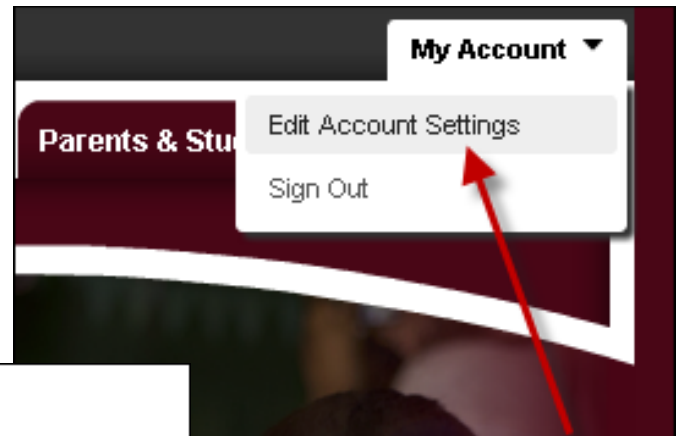 My Account
Edit Account Settings
Parents & Stu
Sign Out